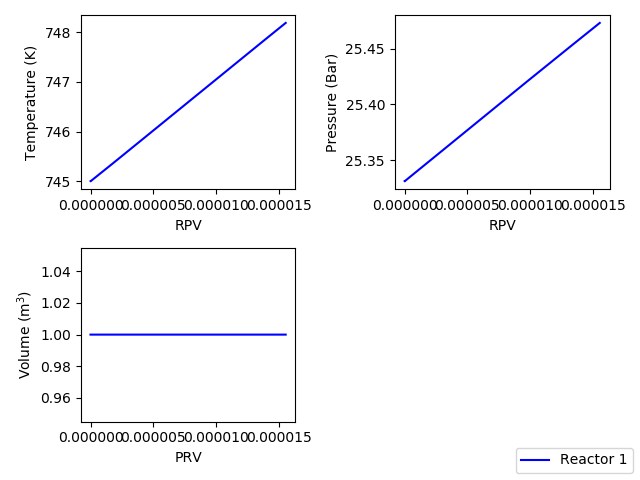 Temperature (K)
748
747
746
745
0.000000 0.000005 0.000010 0.000015
RPV
Pressure (Bar)
25.45
25.40
25.35
0.000000 0.000005 0.000010 0.000015
RPV
Volume (m³)
1.04
1.02
1.00
0.98
0.96
0.000000 0.000005 0.000010 0.000015
PRV
Reactor 1